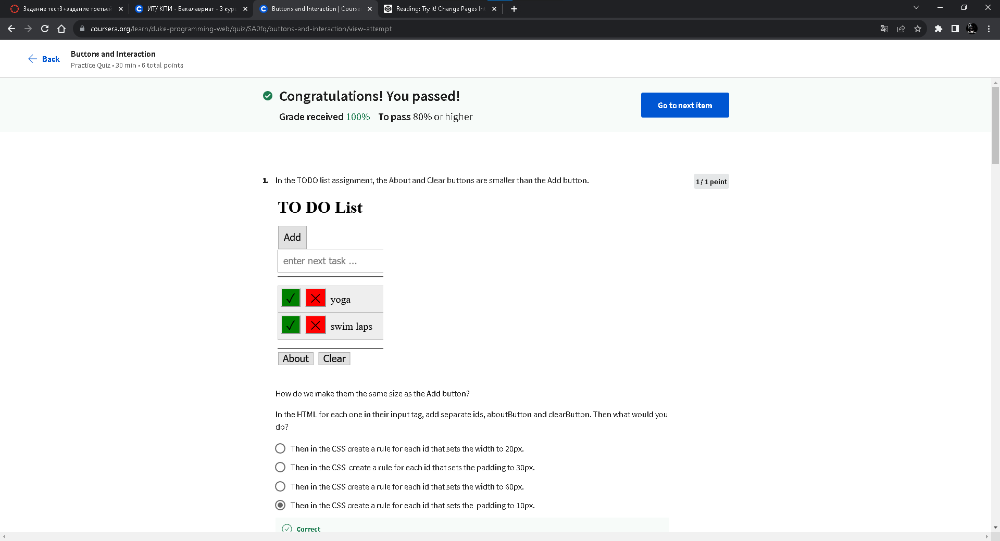 Задание тест3+задание третьей
ИТ/ КПИ - Бакалавриат - 3 курс
Buttons and Interaction | Course
Reading: Try it! Change Pages Int
coursera.org/learn/duke-programming-web/quiz/SA0fq/buttons-and-interaction/view-attempt
Back
Buttons and Interaction
Practice Quiz • 30 min • 6 total points
Congratulations! You passed!
Grade received 100% To pass 80% or higher
Go to next item
1. In the TODO list assignment, the About and Clear buttons are smaller than the Add button.
1 / 1 point
TO DO List
Add
enter next task ...
yoga
swim laps
About Clear
How do we make them the same size as the Add button?
In the HTML for each one in their input tag, add separate ids, aboutButton and clearButton. Then what would you
do?
Then in the CSS create a rule for each id that sets the width to 20px.
Then in the CSS create a rule for each id that sets the padding to 30px.
Then in the CSS create a rule for each id that sets the width to 60px.
Then in the CSS create a rule for each id that sets the padding to 10px.
Correct